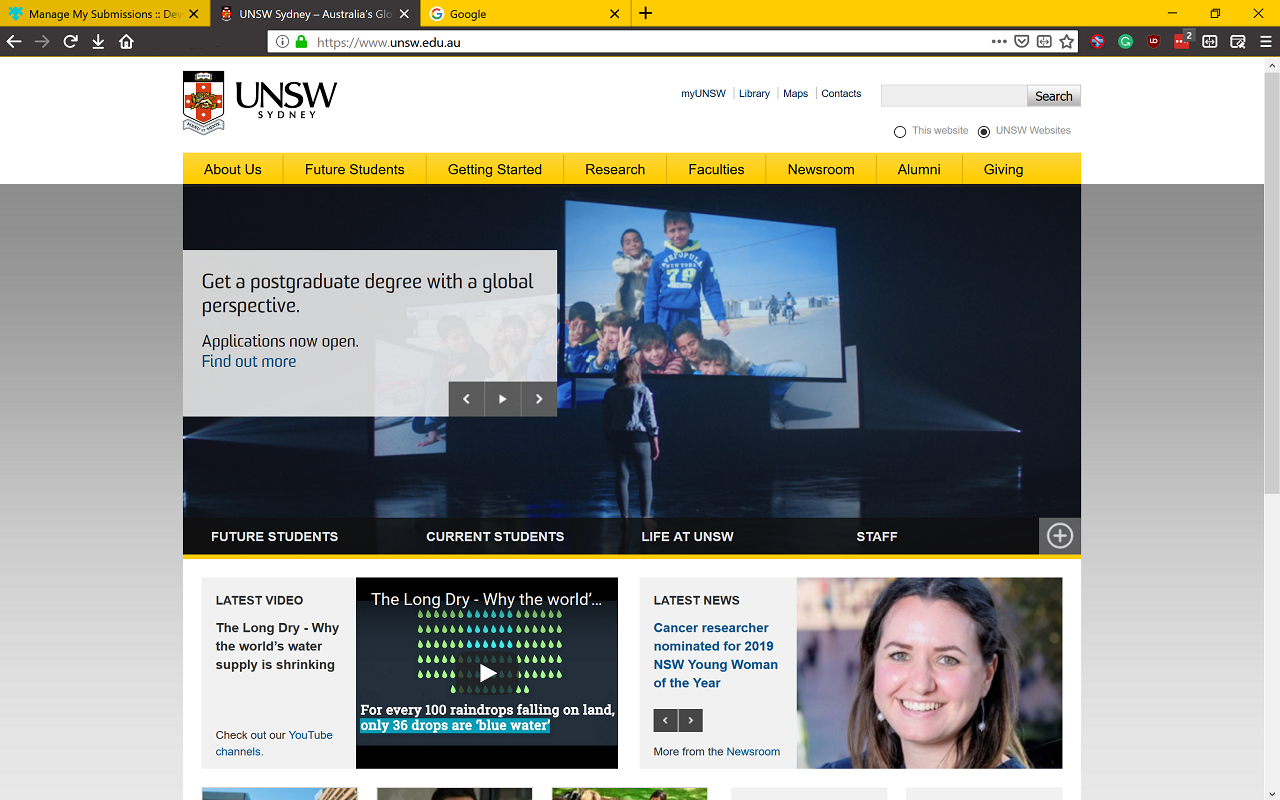 Manage My Submissions :: Dev
UNSW Sydney – Australia's Glo
Google
https://www.unsw.edu.au
2
UNSW
SYDNEY
myUNSW
Library
Maps
Contacts
Search
This website
UNSW Websites
About Us
Future Students
Getting Started
Research
Faculties
Newsroom
Alumni
Giving
Get a postgraduate degree with a global
perspective.
Applications now open.
Find out more
79
FUTURE STUDENTS
CURRENT STUDENTS
LIFE AT UNSW
STAFF
LATEST VIDEO
The Long Dry - Why
the world's water
supply is shrinking
Check out our YouTube
channels.
The Long Dry - Why the world'...
For every 100 raindrops falling on land,
only 36 drops are 'blue water'
LATEST NEWS
Cancer researcher
nominated for 2019
NSW Young Woman
of the Year
More from the Newsroom